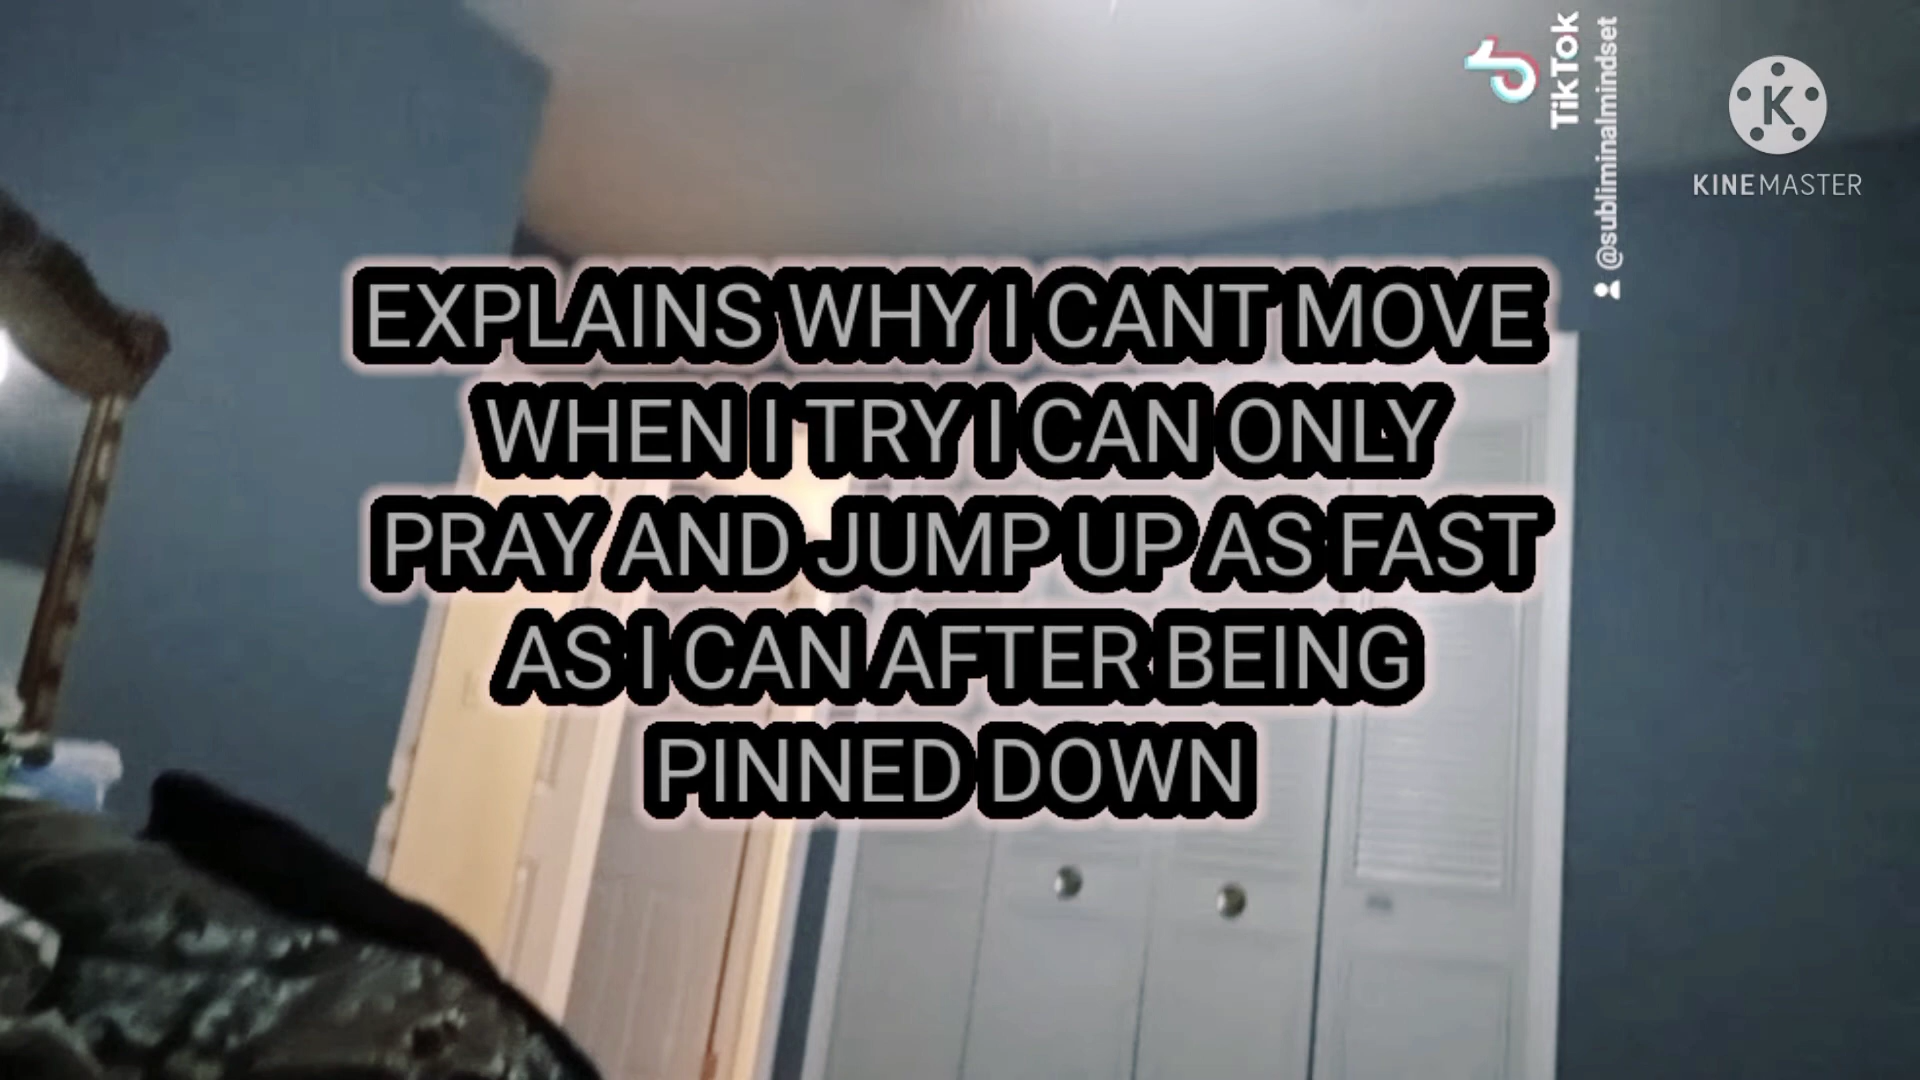 EXPLAINS WHY I CANT MOVE
WHEN I TRY I CAN ONLY
PRAY AND JUMP UP AS FAST
AS I CAN AFTER BEING
PINNED DOWN
TikTok
@subliminalmindset
K
KINEMASTER